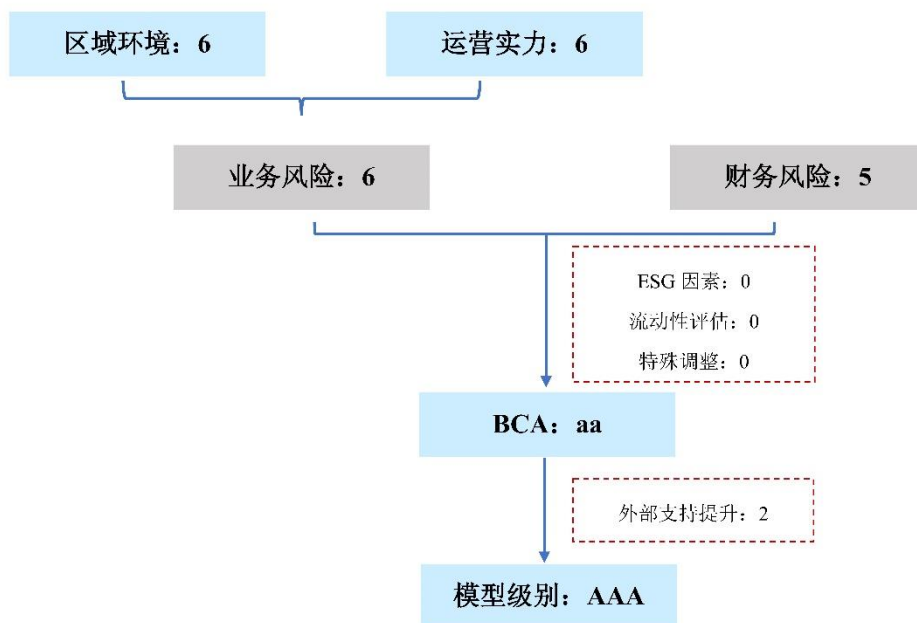 区域环境：6
运营实力：6
业务风险：6
财务风险：5
ESG 因素：0
流动性评估：0
特殊调整：0
BCA：aa
外部支持提升：2
模型级别：AAA